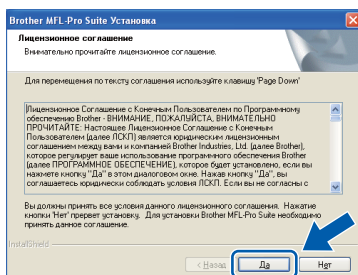 Brother MFL-Pro Suite Установка
Лицензионное соглашение
Внимательно прочитайте лицензионное соглашение.
Для перемещения по тексту соглашения используйте клавишу 'Page Down'
Лицензионное Соглашение с Конечным Пользователем по Программному
обеспечению Brother - ВНИМАНИЕ, ПОЖАЛУЙСТА, ВНИМАТЕЛЬНО
ПРОЧИТАЙТЕ: Настоящее Лицензионное Соглашение с Конечным
Пользователем (далее ЛСКП) является юридическим лицензионным
соглашением между вами и компанией Brother Industries, Ltd. (далее Brother),
которое регулирует ваше использование программного обеспечения Brother
(далее ПРОГРАММНОЕ ОБЕСПЕЧЕНИЕ), которое будет установлено, если вы
нажмете кнопку "Да" в этом диалоговом окне. Нажав кнопку "Да", вы
соглашаетесь юридически соблюдать условия ЛСКП. Если вы не согласны с
Вы должны принять все условия данного лицензионного соглашения. Нажатие
кнопки 'Нет' прервет установку. Для установки Brother MFL-Pro Suite необходимо
принять данное соглашение.
InstallShield
< Назад
Да
Нет